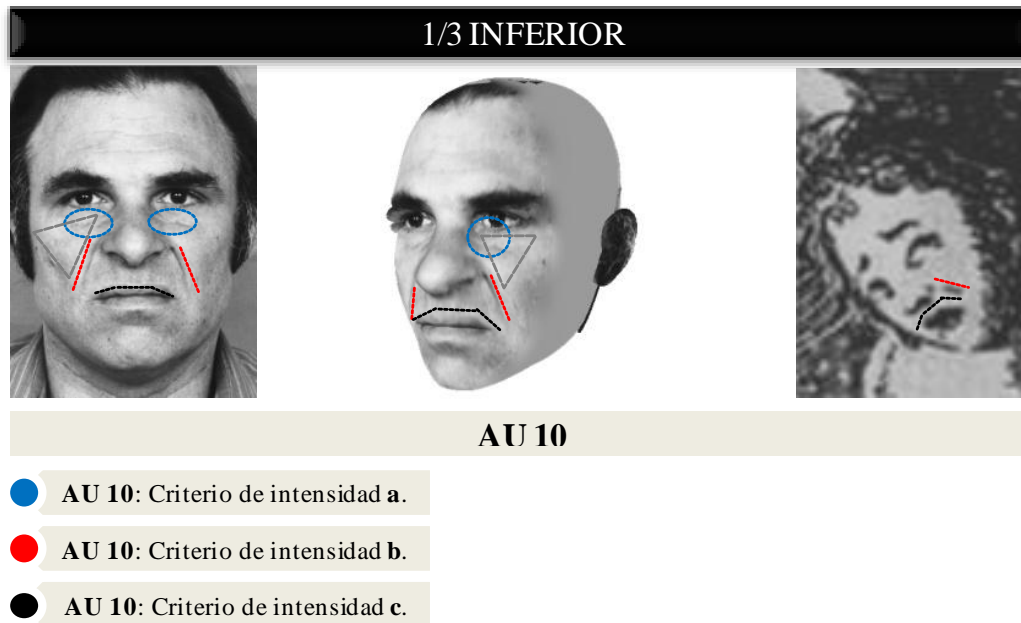 1/3 INFERIOR
AU 10
AU 10: Criterio de intensidad a.
AU 10: Criterio de intensidad b.
AU 10: Criterio de intensidad c.